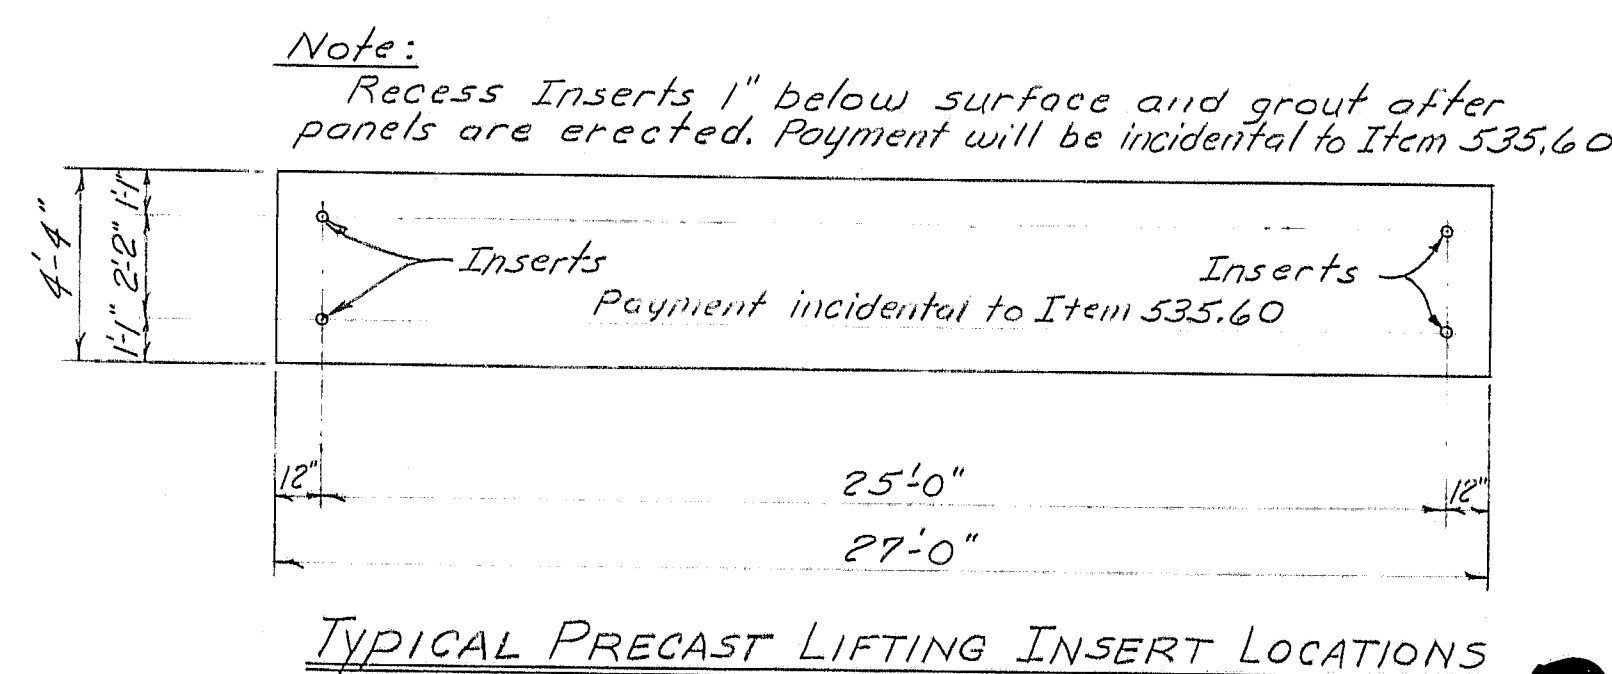 Note:
Recess Inserts 1" below surface and grout after
panels are erected. Payment will be incidental to Item 535.60
4'-4"
1'-1"
2'-2"
1'-1"
Inserts
Inserts
Payment incidental to Item 535.60
12"
25'-0"
12"
27'-0"
TYPICAL PRECAST LIFTING INSERT LOCATIONS